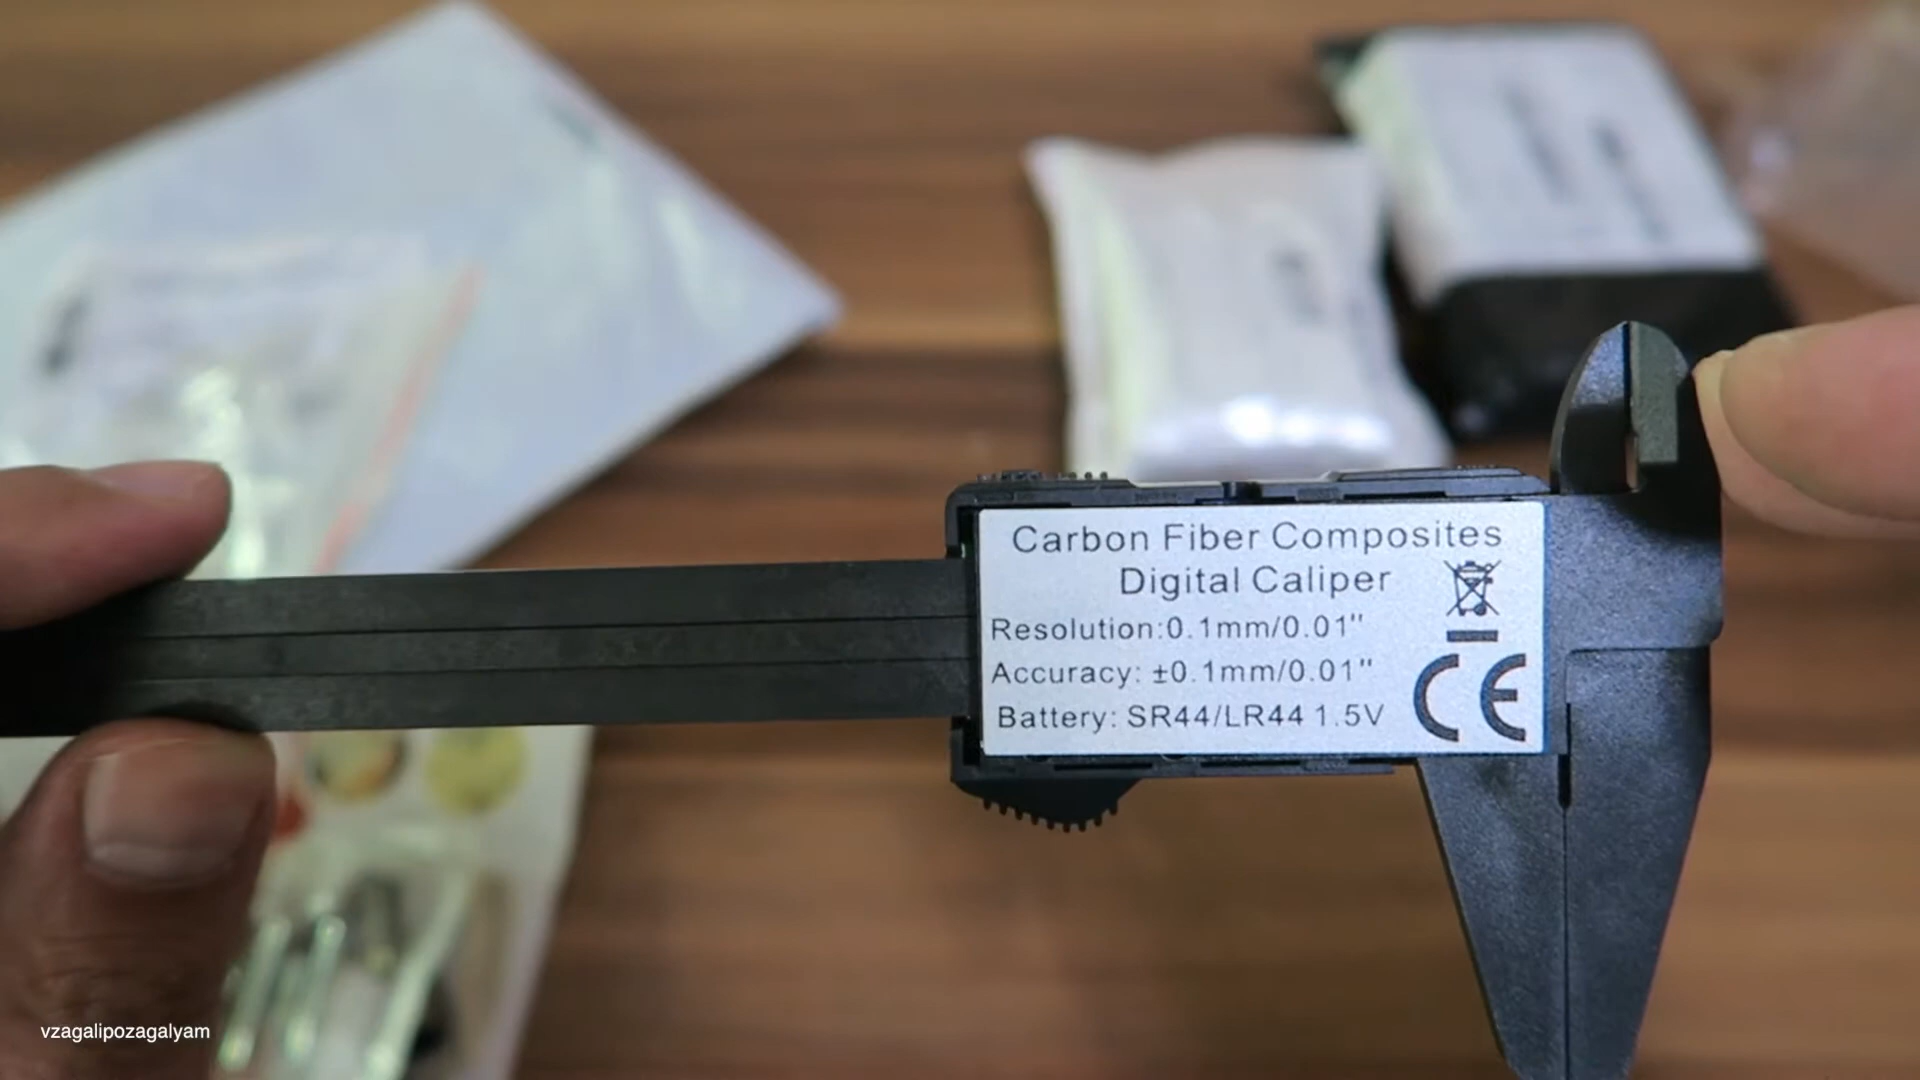 Carbon Fiber Composites
Digital Caliper
Resolution:0.1mm/0.01"
Accuracy: ±0.1mm/0.01"
Battery: SR44/LR44 1.5V
CE
vzagalipozagalyam